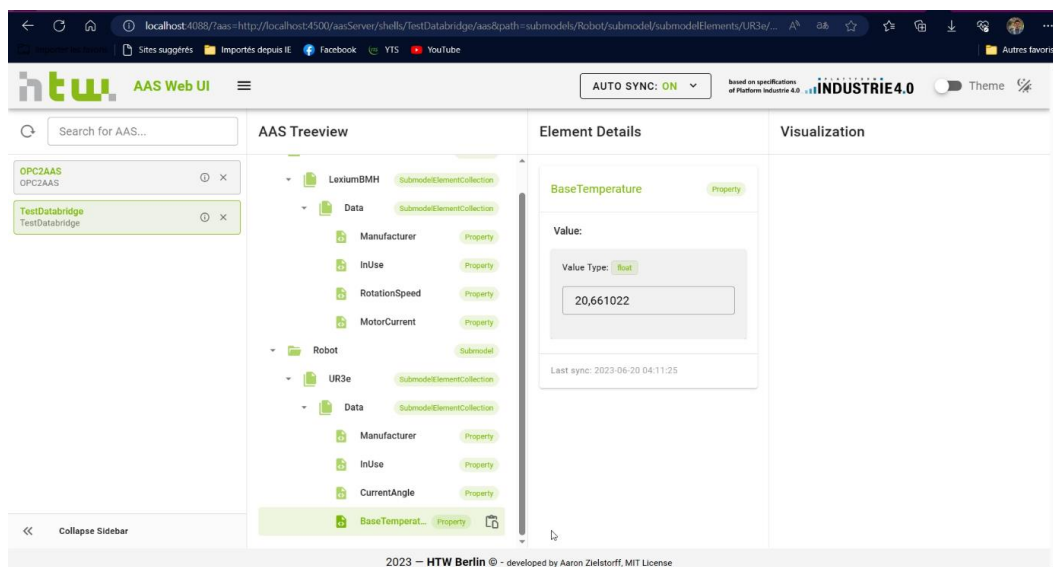 localhost:4088/?aas=http://localhost:4500/aasServer/shells/TestDatabridge/aas&path=submodels/Robot/submodel/submodelElements/UR3e/...
Sites suggérés Importés depuis IE Facebook YTS YouTube Autres favoris
htw. AAS Web UI AUTO SYNC: ON based on specifications of Platform Industrie 4.0 PLATTFORM INDUSTRIE4.0 Theme
Search for AAS... AAS Treeview Element Details Visualization
OPC2AAS
OPC2AAS
TestDatabridge
TestDatabridge
LexiumBMH SubmodelElementCollection
Data SubmodelElementCollection
Manufacturer Property
InUse Property
RotationSpeed Property
MotorCurrent Property
Robot Submodel
UR3e SubmodelElementCollection
Data SubmodelElementCollection
Manufacturer Property
InUse Property
CurrentAngle Property
BaseTemperat... Property
BaseTemperature Property
Value:
Value Type: float
20,661022
Last sync: 2023-06-20 04:11:25
Collapse Sidebar
2023 — HTW Berlin © - developed by Aaron Zielstorff, MIT License